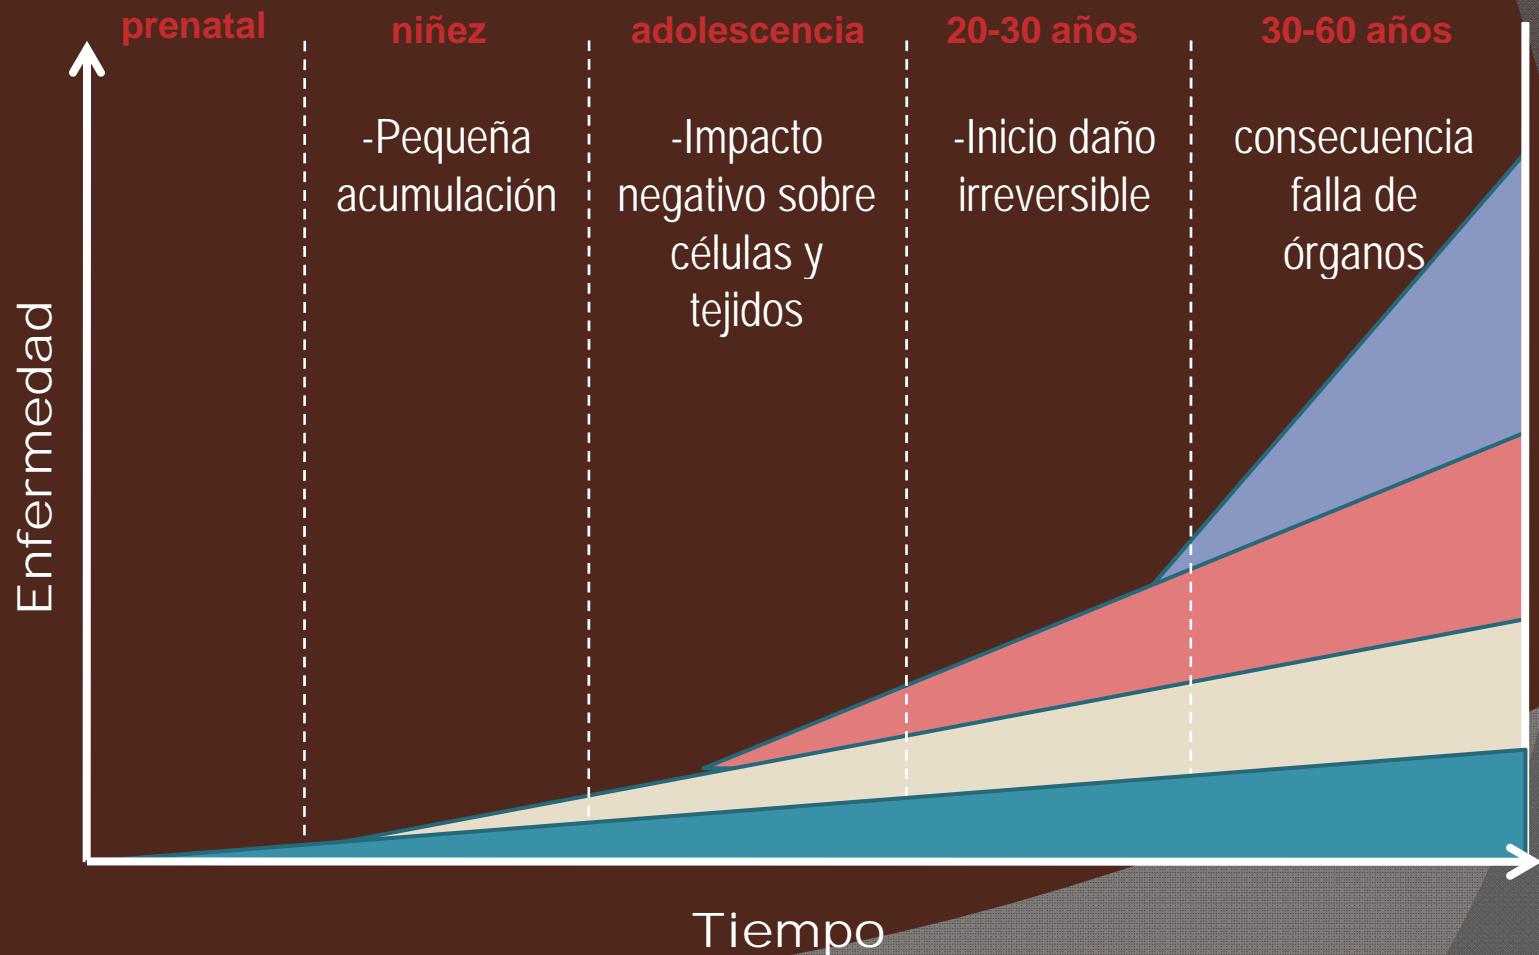 prenatal
niñez
adolescencia
20-30 años
30-60 años
-Pequeña
acumulación
-Impacto
negativo sobre
células y
tejidos
-Inicio daño
irreversible
consecuencia
falla de
órganos
Enfermedad
Tiempo